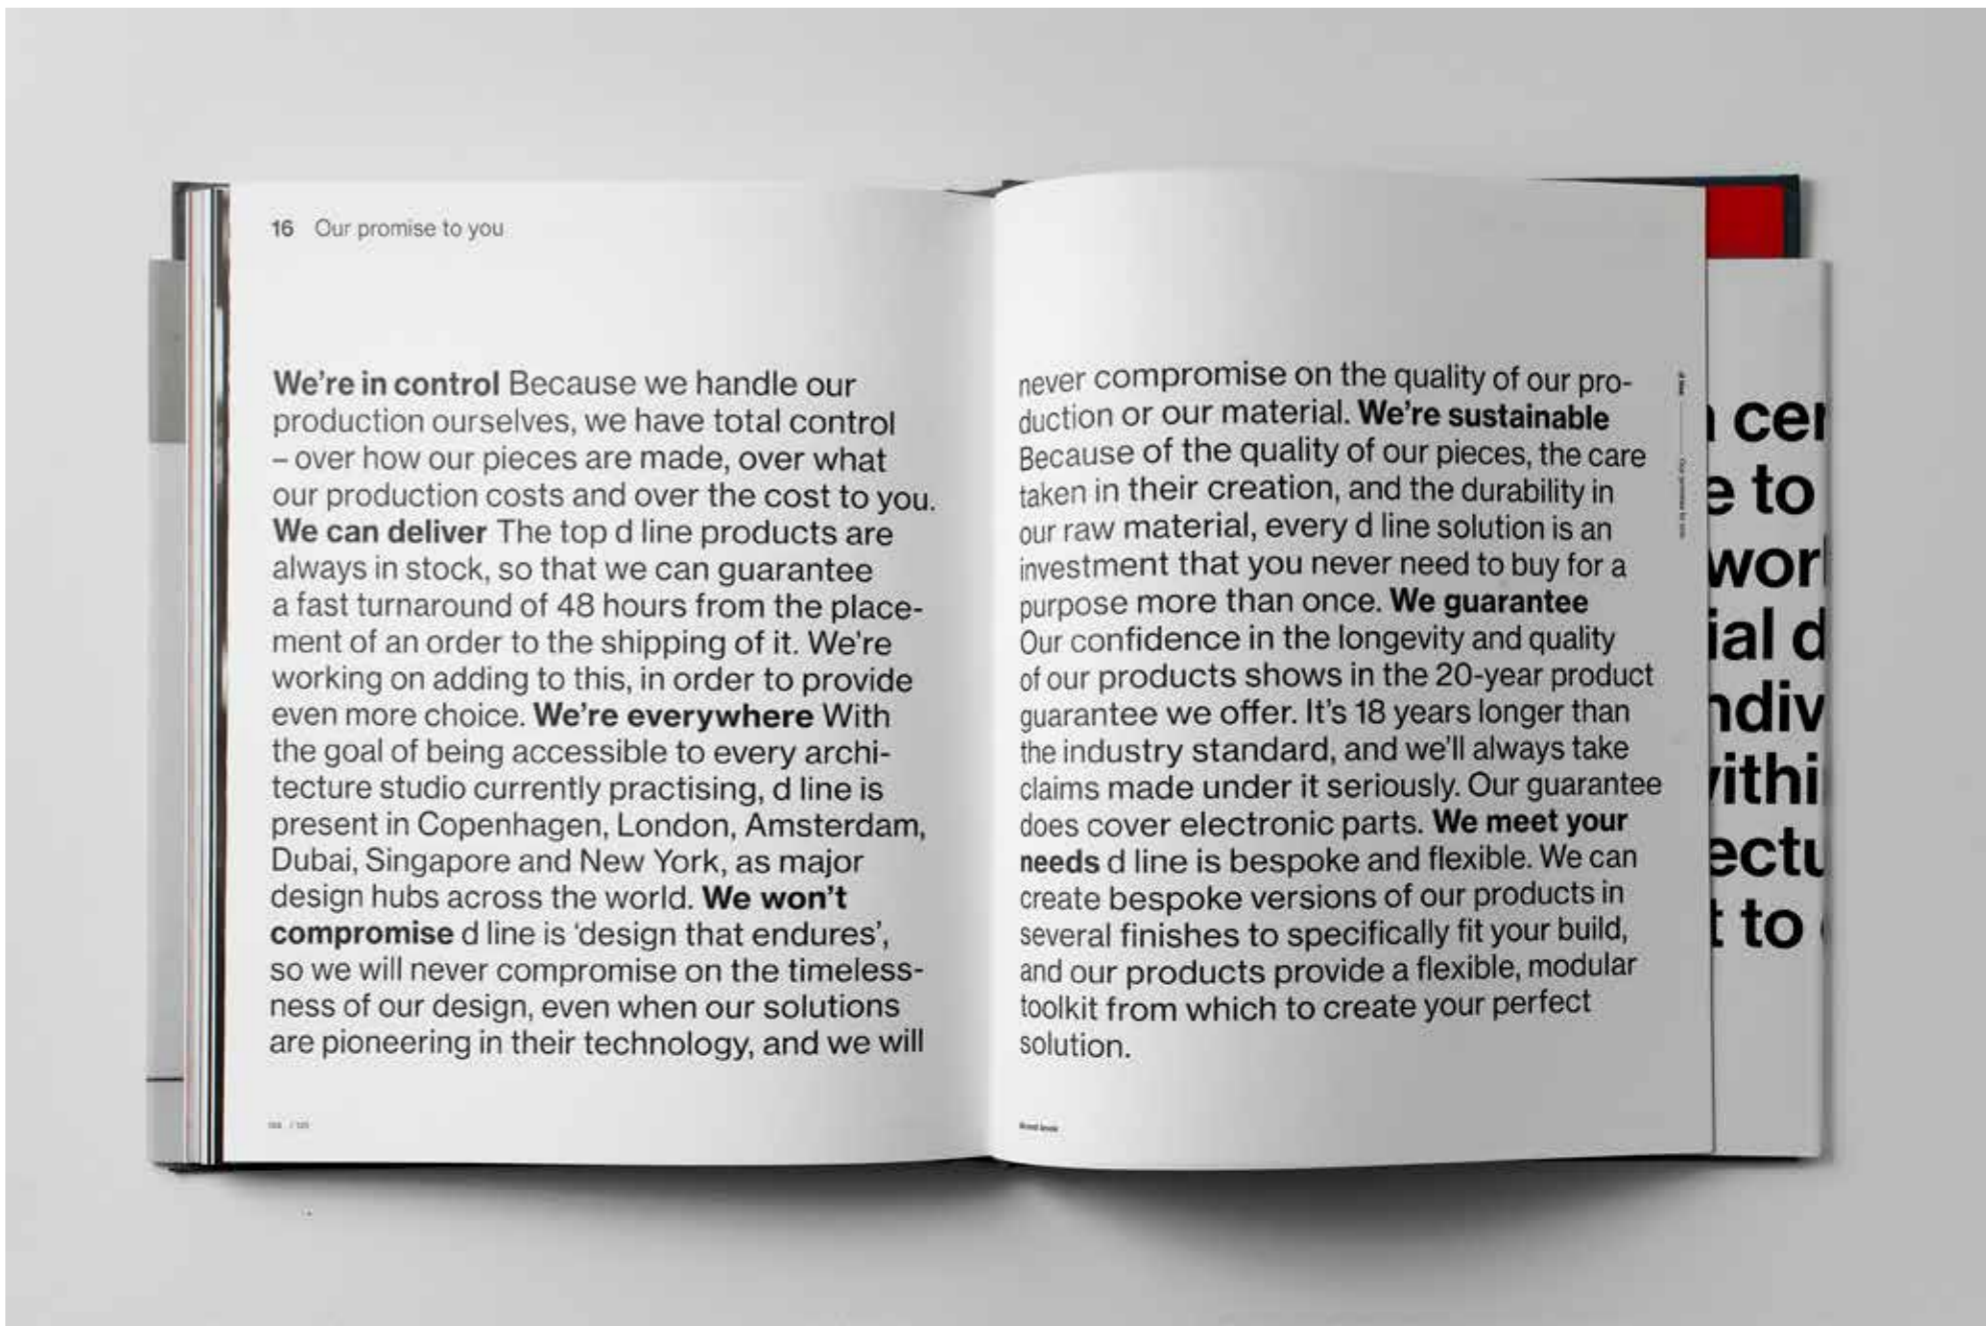 16 Our promise to you
We're in control Because we handle our
production ourselves, we have total control
– over how our pieces are made, over what
our production costs and over the cost to you.
We can deliver The top d line products are
always in stock, so that we can guarantee
a fast turnaround of 48 hours from the place-
ment of an order to the shipping of it. We're
working on adding to this, in order to provide
even more choice. We're everywhere With
the goal of being accessible to every archi-
tecture studio currently practising, d line is
present in Copenhagen, London, Amsterdam,
Dubai, Singapore and New York, as major
design hubs across the world. We won't
compromise d line is ‘design that endures’,
so we will never compromise on the timeless-
ness of our design, even when our solutions
are pioneering in their technology, and we will
never compromise on the quality of our pro-
duction or our material. We're sustainable
Because of the quality of our pieces, the care
taken in their creation, and the durability in
our raw material, every d line solution is an
investment that you never need to buy for a
purpose more than once. We guarantee
Our confidence in the longevity and quality
of our products shows in the 20-year product
guarantee we offer. It's 18 years longer than
the industry standard, and we'll always take
claims made under it seriously. Our guarantee
does cover electronic parts. We meet your
needs d line is bespoke and flexible. We can
create bespoke versions of our products in
several finishes to specifically fit your build,
and our products provide a flexible, modular
toolkit from which to create your perfect
solution.
d line Our promise to you
cer
e to
wor
ial d
ndiv
vithi
ectu
t to